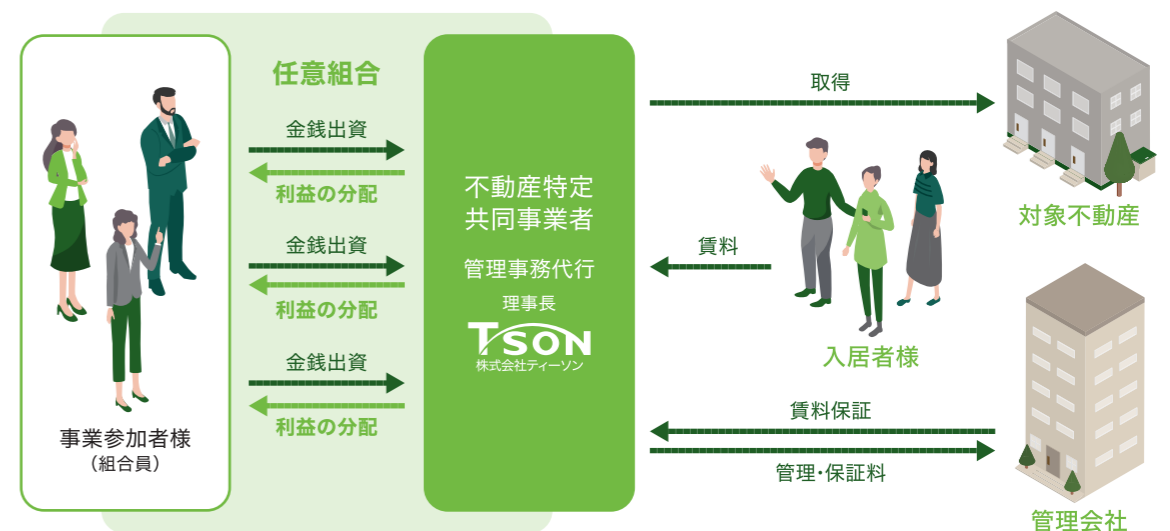 任意組合
金銭出資
利益の分配
金銭出資
利益の分配
金銭出資
利益の分配
事業参加者様
（組合員）
不動産特定
共同事業者
管理事務代行
理事長
TSON
株式会社ティーソン
取得
対象不動産
賃料
入居者様
賃料保証
管理・保証料
管理会社